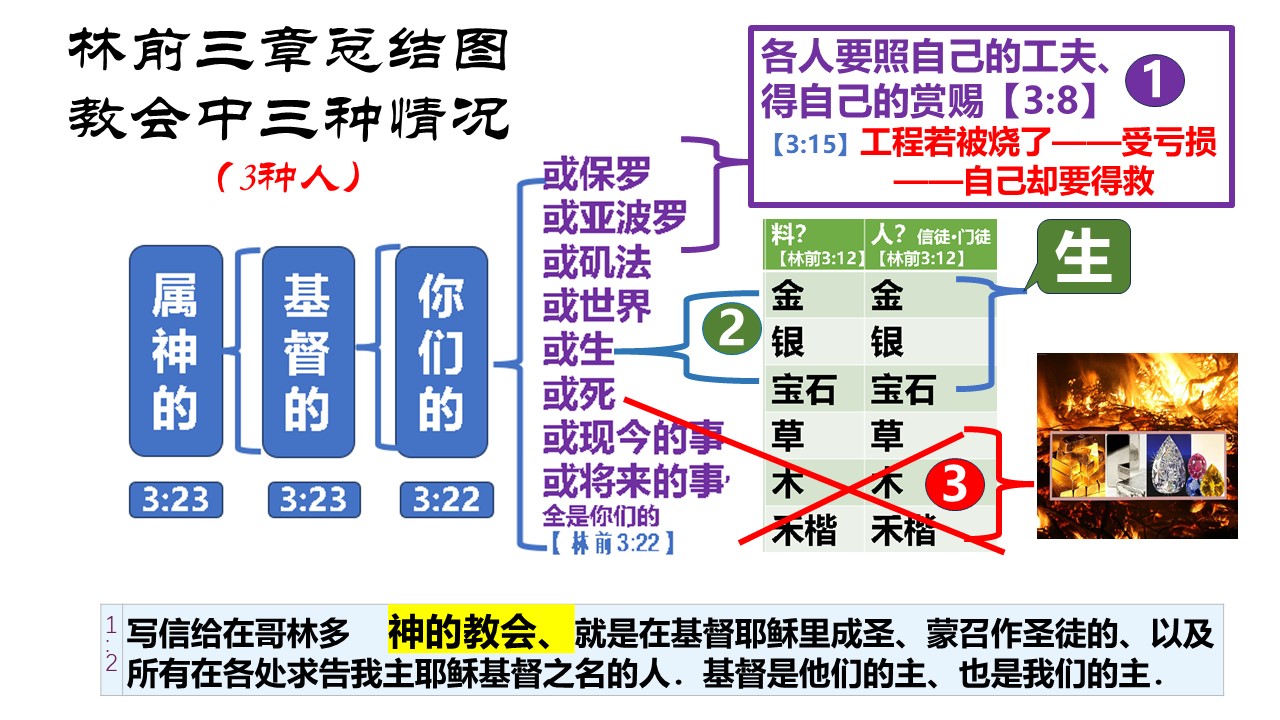 林前三章总结图
教会中三种情况
（3种人）
各人要照自己的工夫、
得自己的赏赐【3:8】
1
【3:15】工程若被烧了——受亏损
——自己却要得救
属神的
基督的
你们的
3:23
3:23
3:22
或保罗
或亚波罗
或矶法
或世界
或生
或死
或现今的事
或将来的事，
全是你们的
【 林前3:22 】
2
料？ 人？信徒·门徒
【林前3:12】 【林前3:12】
金 金
银 银
宝石 宝石
草 草
木 木
禾楷 禾楷
3
生
1:2 写信给在哥林多 神的教会、就是在基督耶稣里成圣、蒙召作圣徒的、以及
所有在各处求告我主耶稣基督之名的人．基督是他们的主、也是我们的主．